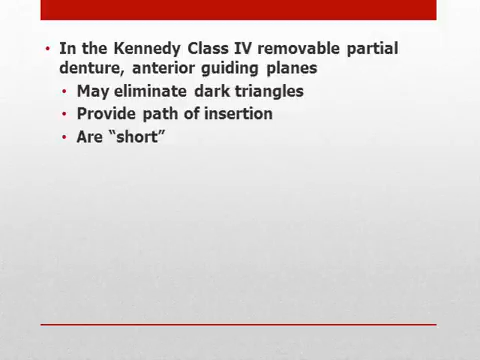 • In the Kennedy Class IV removable partial
denture, anterior guiding planes
• May eliminate dark triangles
• Provide path of insertion
• Are “short”